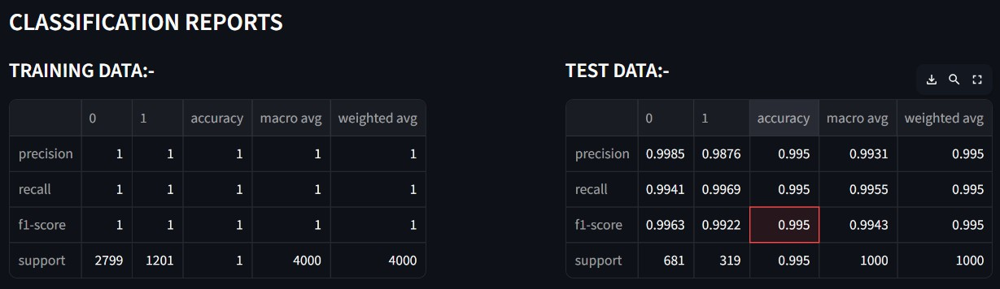 CLASSIFICATION REPORTS
TRAINING DATA:-
0 1 accuracy macro avg weighted avg
precision 1 1 1 1 1
recall 1 1 1 1 1
f1-score 1 1 1 1 1
support 2799 1201 1 4000 4000
TEST DATA:-
0 1 accuracy macro avg weighted avg
precision 0.9985 0.9876 0.995 0.9931 0.995
recall 0.9941 0.9969 0.995 0.9955 0.995
f1-score 0.9963 0.9922 0.995 0.9943 0.995
support 681 319 0.995 1000 1000